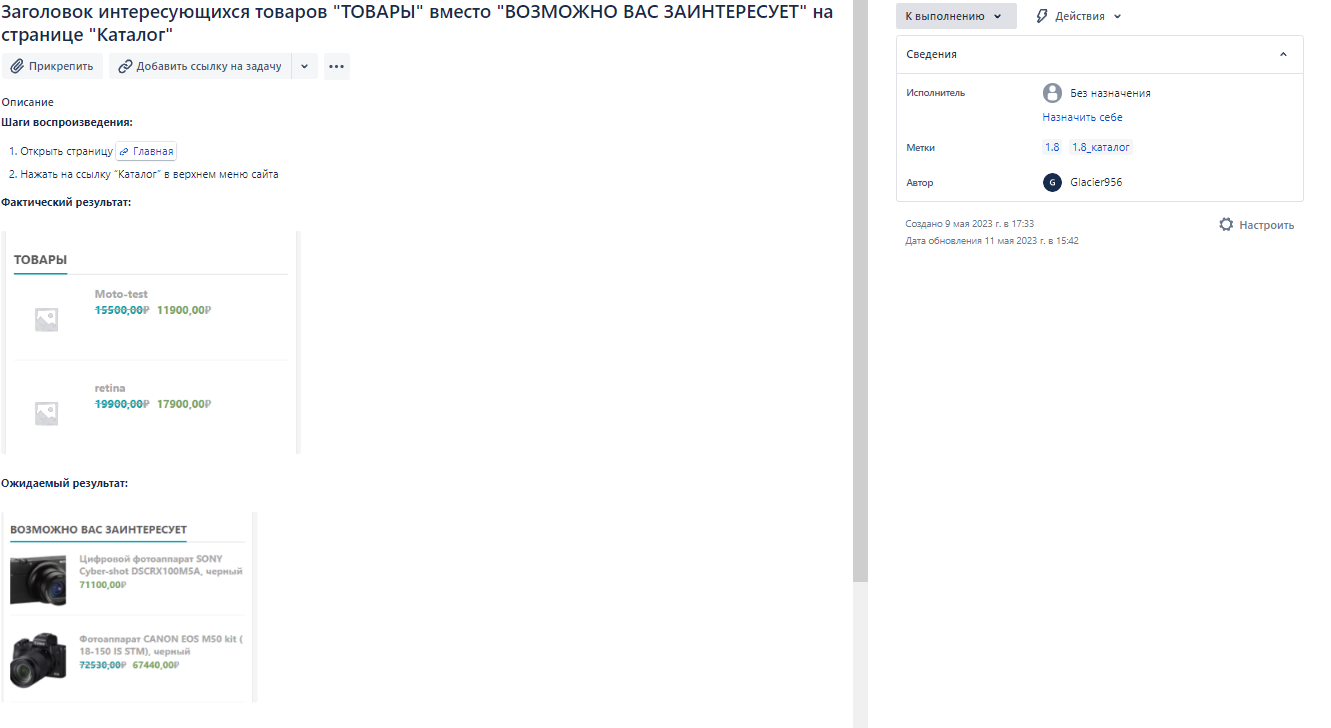 Заголовок интересующихся товаров "ТОВАРЫ" вместо "ВОЗМОЖНО ВАС ЗАИНТЕРЕСУЕТ" на
странице "Каталог"
Прикрепить
Добавить ссылку на задачу
Описание
Шаги воспроизведения:
1. Открыть страницу Главная
2. Нажать на ссылку "Каталог" в верхнем меню сайта
Фактический результат:
ТОВАРЫ
Moto-test
15500,00₽ 11900,00₽
retina
19900,00₽ 17900,00₽
Ожидаемый результат:
ВОЗМОЖНО ВАС ЗАИНТЕРЕСУЕТ
Цифровой фотоаппарат SONY
Cyber-shot DSCRX100M5A, черный
71100,00₽
Фотоаппарат CANON EOS M50 kit (
18-150 IS STM), черный
72530,00₽ 67440,00₽
К выполнению
Действия
Сведения
Исполнитель
Без назначения
Назначить себе
Метки
1.8 1.8_каталог
Автор
G Glacier956
Создано 9 мая 2023 г. в 17:33
Дата обновления 11 мая 2023 г. в 15:42
Настроить